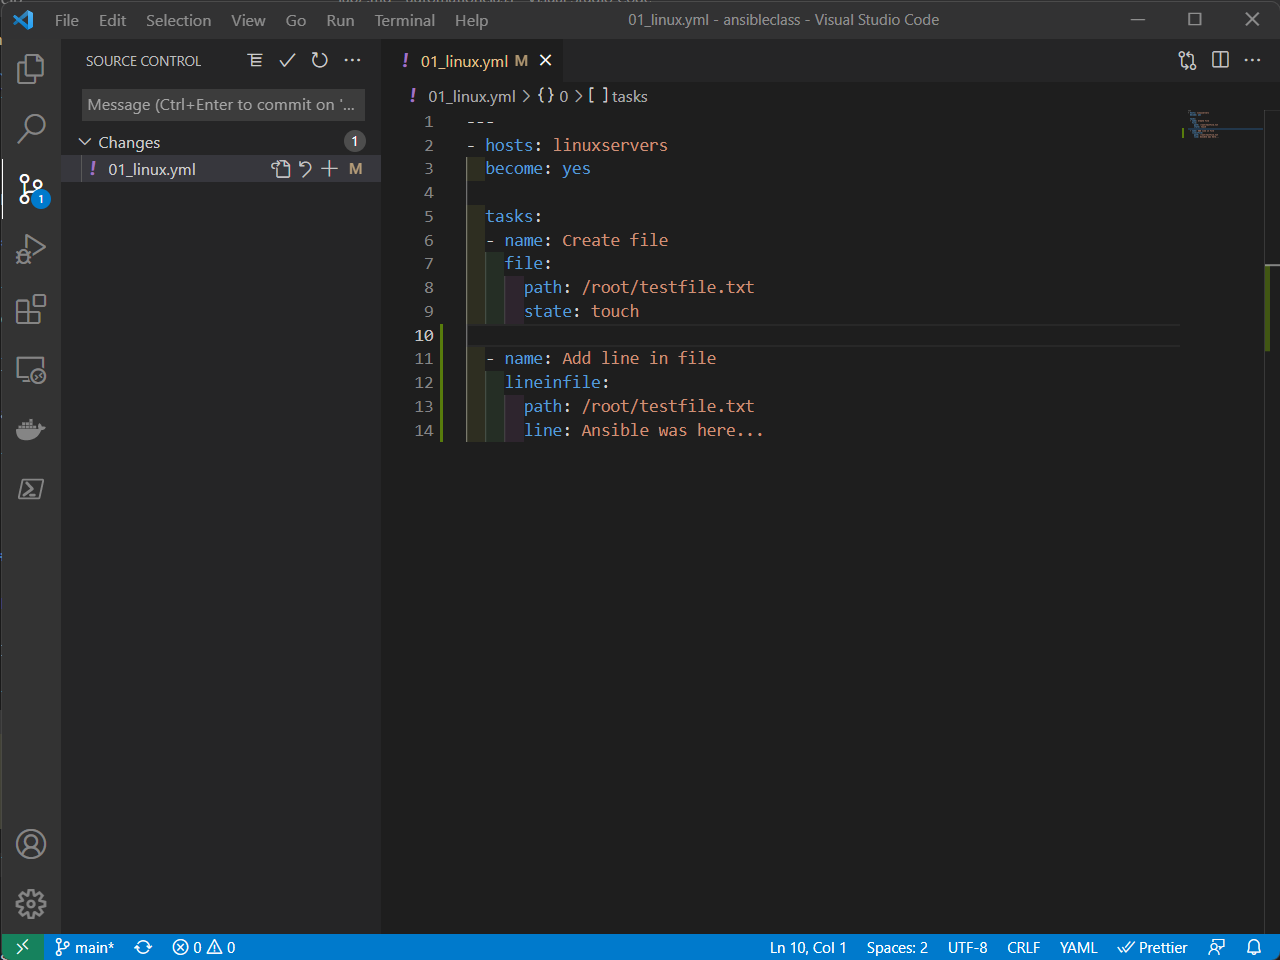 File Edit Selection View Go Run Terminal Help 01_linux.yml - ansibleclass - Visual Studio Code
SOURCE CONTROL
Message (Ctrl+Enter to commit on '...
Changes 1
! 01_linux.yml M
1
! 01_linux.yml M
! 01_linux.yml > {} 0 > [ ] tasks
1 ---
2 - hosts: linuxservers
3 become: yes
4
5 tasks:
6 - name: Create file
7 file:
8 path: /root/testfile.txt
9 state: touch
10
11 - name: Add line in file
12 lineinfile:
13 path: /root/testfile.txt
14 line: Ansible was here...
main* 0 0 Ln 10, Col 1 Spaces: 2 UTF-8 CRLF YAML Prettier